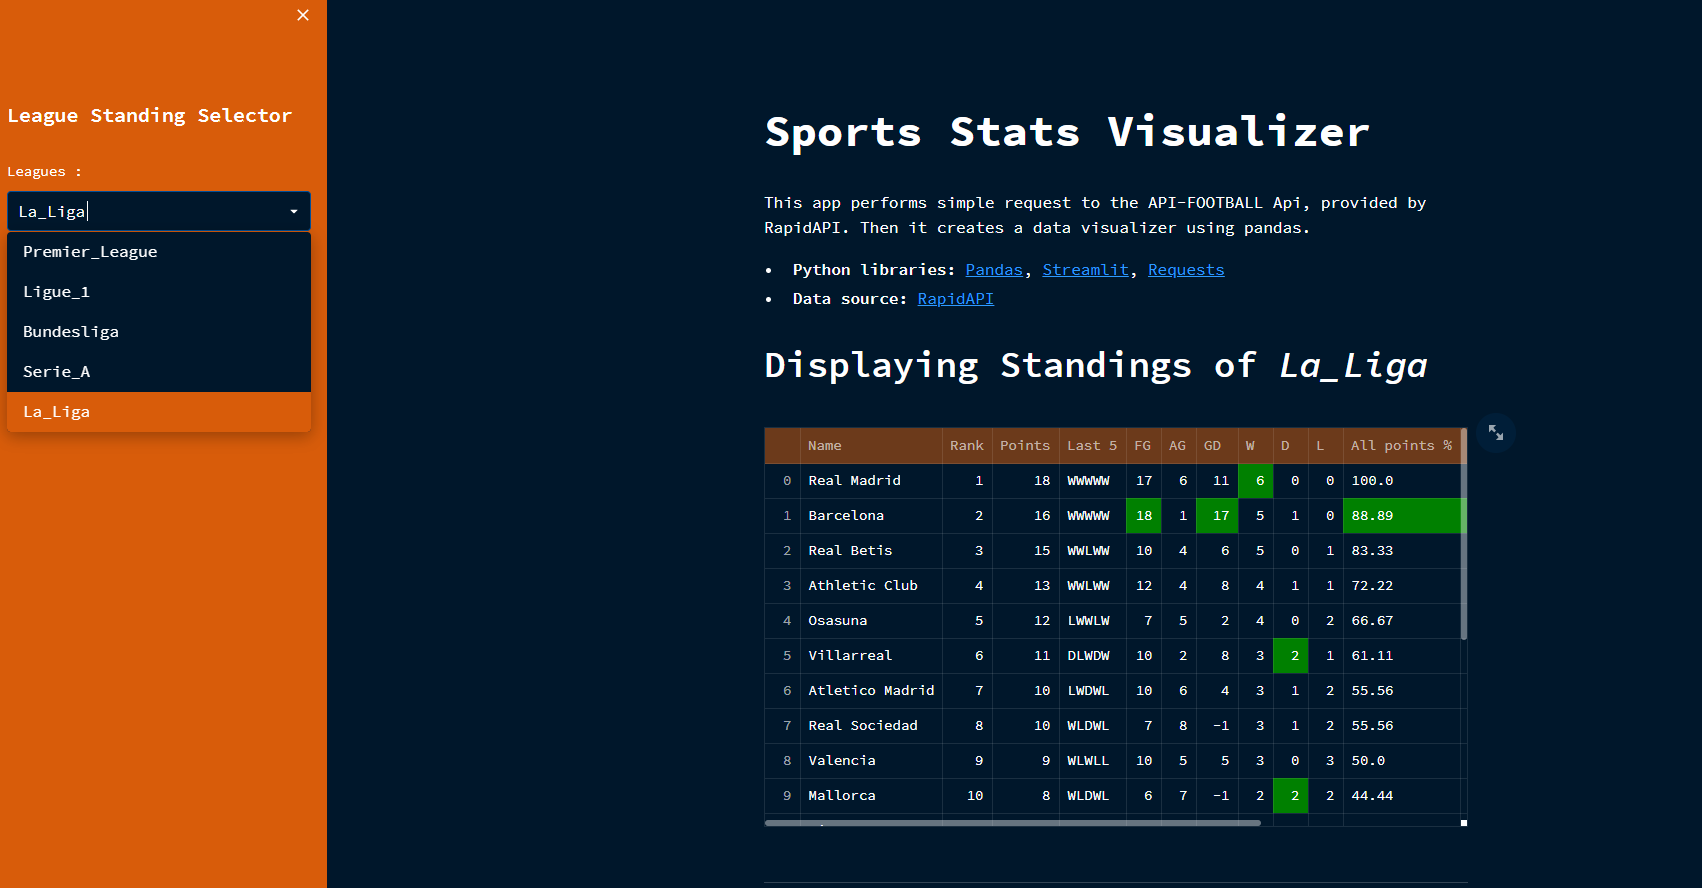 League Standing Selector
Leagues :
La_Liga
Premier_League
Ligue_1
Bundesliga
Serie_A
La_Liga
Sports Stats Visualizer
This app performs simple request to the API-FOOTBALL Api, provided by
RapidAPI. Then it creates a data visualizer using pandas.
• Python libraries: Pandas, Streamlit, Requests
• Data source: RapidAPI
Displaying Standings of La_Liga
Name Rank Points Last 5 FG AG GD W D L All points %
0 Real Madrid 1 18 WWWWW 17 6 11 6 0 0 100.0
1 Barcelona 2 16 WWWWW 18 1 17 5 1 0 88.89
2 Real Betis 3 15 WWLWW 10 4 6 5 0 1 83.33
3 Athletic Club 4 13 WWLWW 12 4 8 4 1 1 72.22
4 Osasuna 5 12 LWWLW 7 5 2 4 0 2 66.67
5 Villarreal 6 11 DLWDW 10 2 8 3 2 1 61.11
6 Atletico Madrid 7 10 LWDWL 10 6 4 3 1 2 55.56
7 Real Sociedad 8 10 WLDWL 7 8 -1 3 1 2 55.56
8 Valencia 9 9 WLWLL 10 5 5 3 0 3 50.0
9 Mallorca 10 8 WLDWL 6 7 -1 2 2 2 44.44